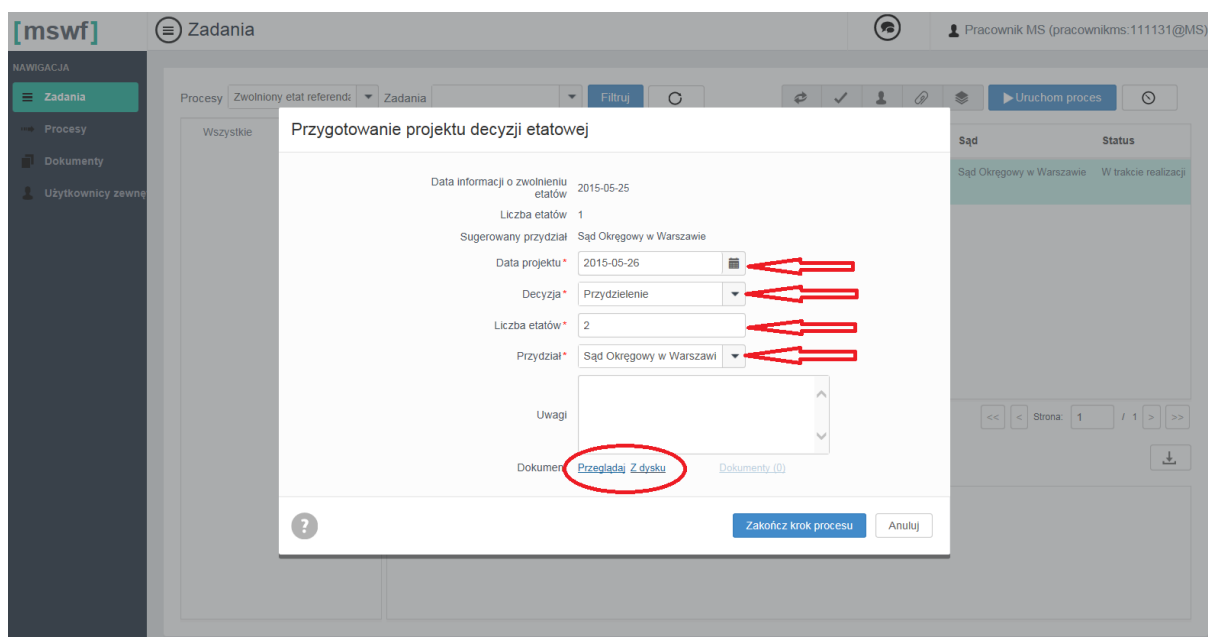 [mswf]
Zadania
Pracownik MS (pracownikms:111131@MS)
NAWIGACJA
Zadania
Procesy
Dokumenty
Użytkownicy zewnę
Procesy Zwolniony etat referenda Zadania Filtruj Uruchom proces
Wszystkie
Sąd Status
Sąd Okręgowy w Warszawie W trakcie realizacji
Przygotowanie projektu decyzji etatowej
Data informacji o zwolnieniu
etatów 2015-05-25
Liczba etatów 1
Sugerowany przydział Sąd Okręgowy w Warszawie
Data projektu* 2015-05-26
Decyzja* Przydzielenie
Liczba etatów* 2
Przydział* Sąd Okręgowy w Warszawi
Uwagi
Dokumen Przeglądaj Z dysku Dokumenty (0)
<< < Strona: 1 / 1 > >>
? Zakończ krok procesu Anuluj